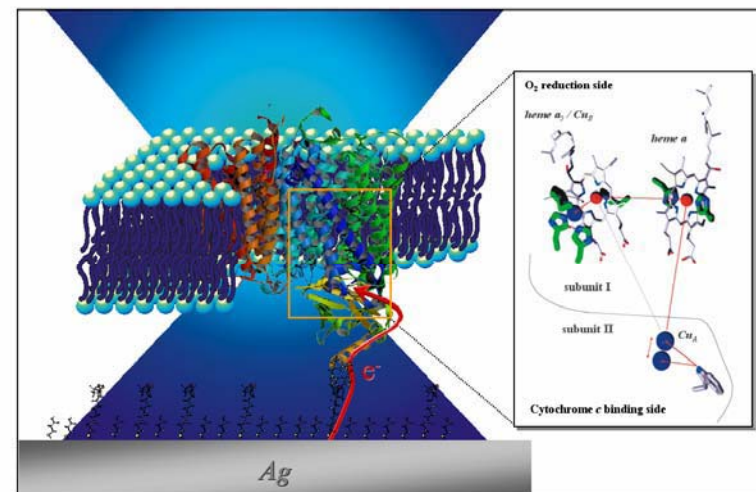 O₂ reduction side
heme a₃ / Cu_B
heme a
subunit I
subunit II
Cu_A
Cytochrome c binding side
e⁻
Ag